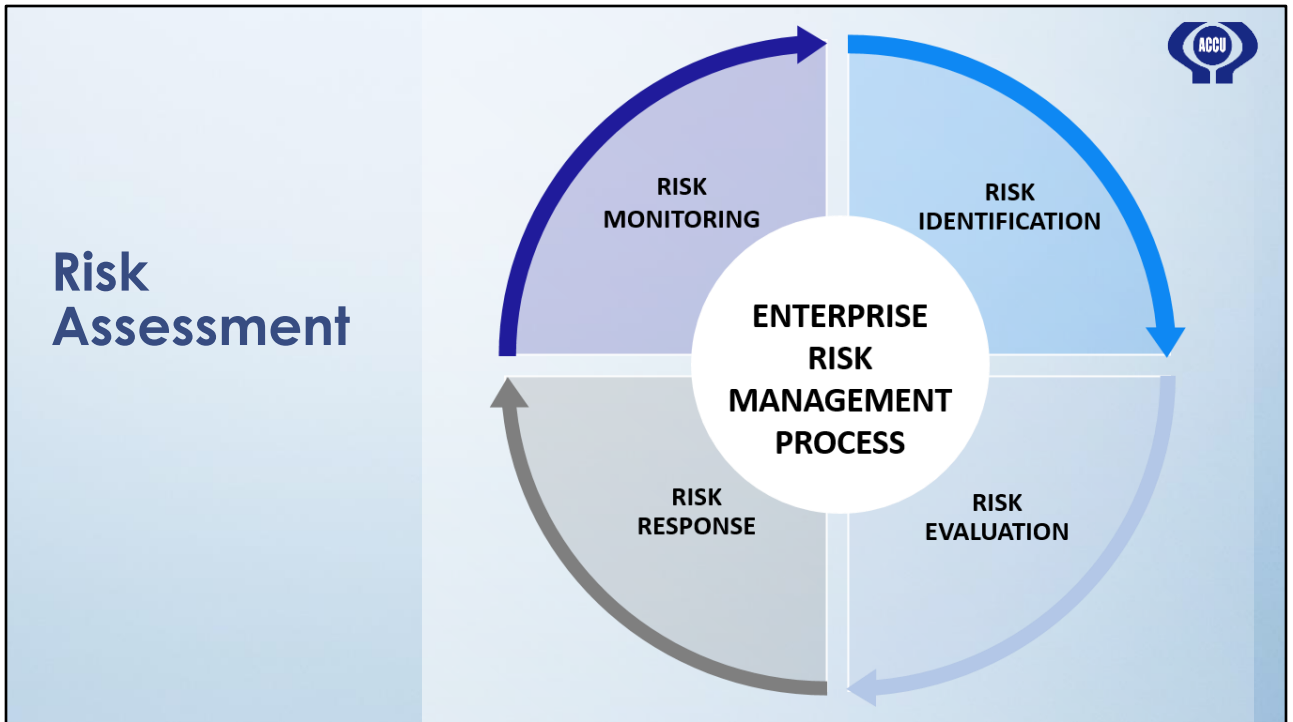 ACCU
Risk
Assessment
RISK
MONITORING
RISK
IDENTIFICATION
ENTERPRISE
RISK
MANAGEMENT
PROCESS
RISK
RESPONSE
RISK
EVALUATION